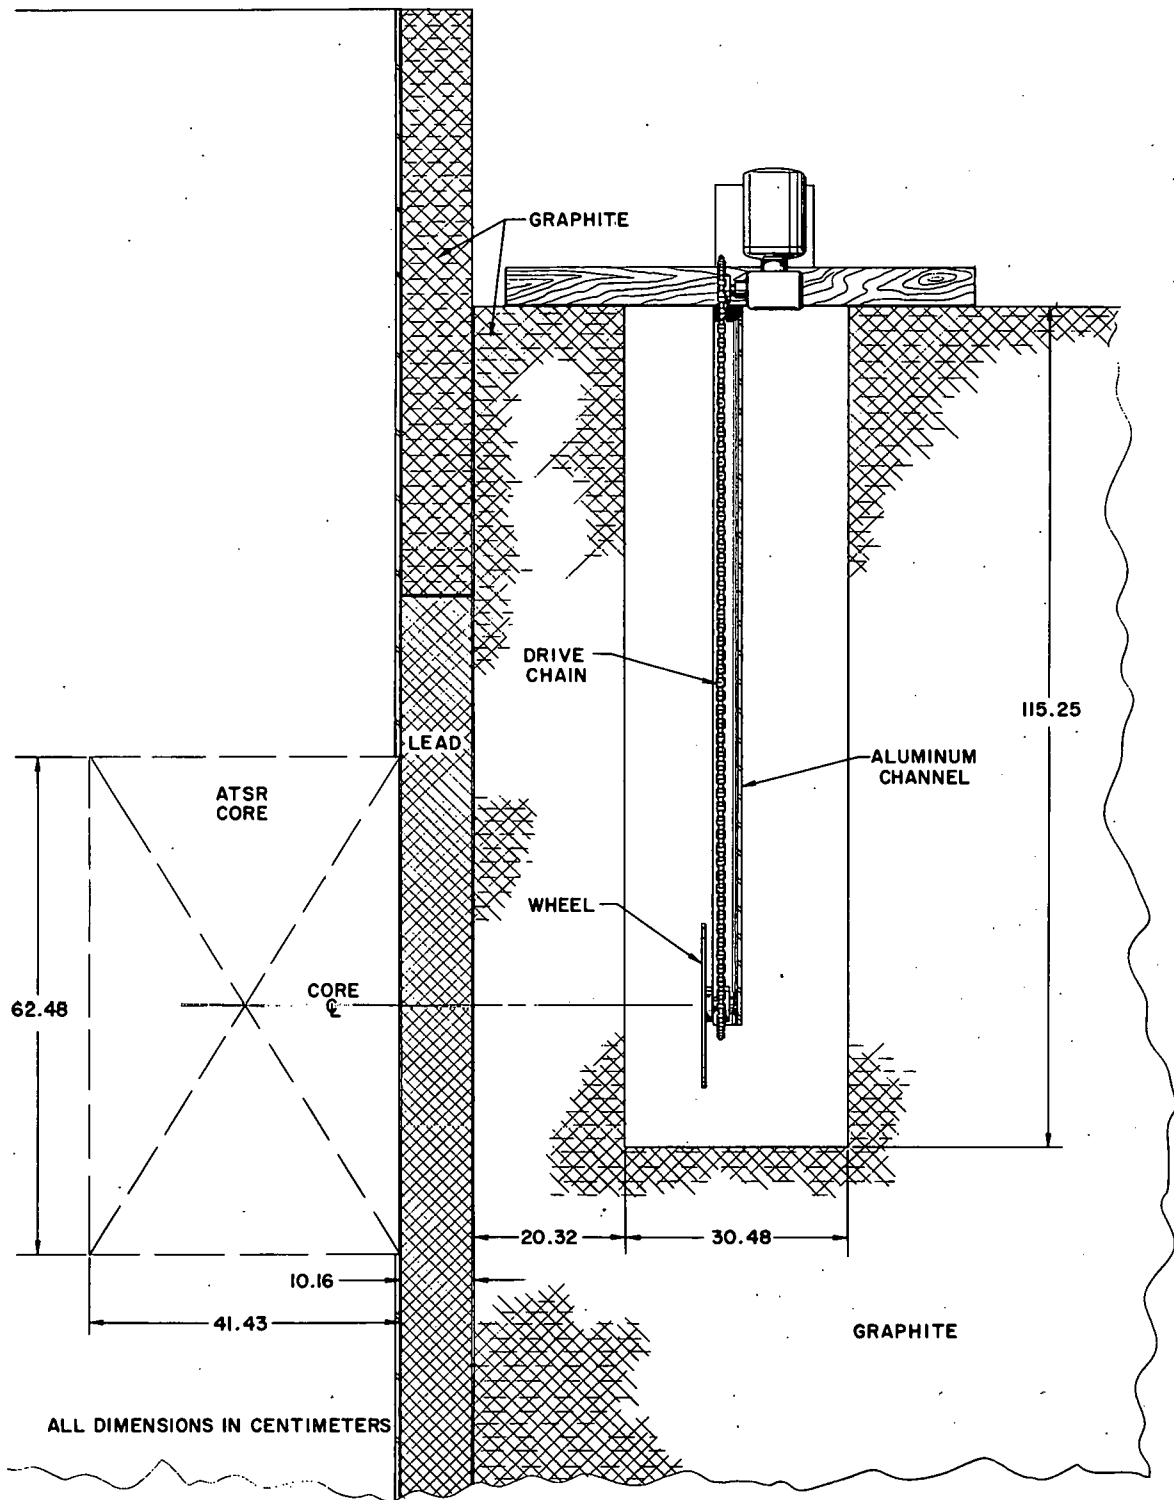 GRAPHITE
DRIVE
CHAIN
115.25
LEAD
ALUMINUM
CHANNEL
ATSR
CORE
WHEEL
CORE
℄
62.48
20.32
30.48
10.16
41.43
GRAPHITE
ALL DIMENSIONS IN CENTIMETERS